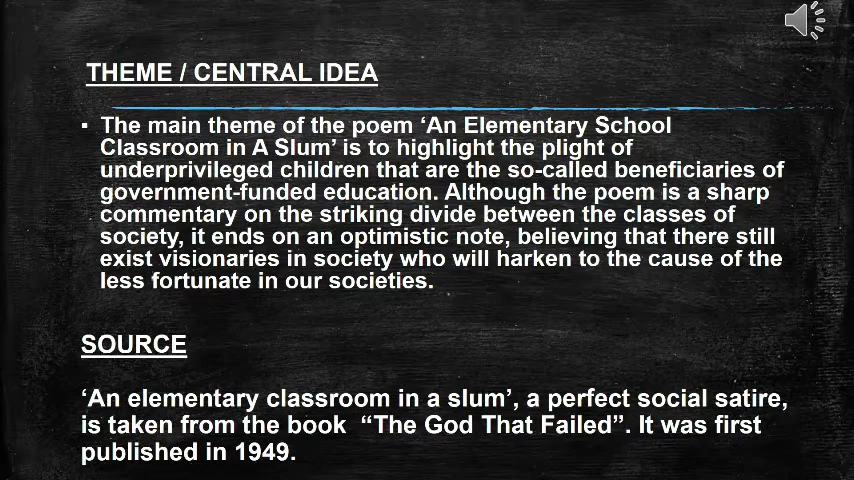 THEME / CENTRAL IDEA
▪ The main theme of the poem ‘An Elementary School
Classroom in A Slum’ is to highlight the plight of
underprivileged children that are the so-called beneficiaries of
government-funded education. Although the poem is a sharp
commentary on the striking divide between the classes of
society, it ends on an optimistic note, believing that there still
exist visionaries in society who will harken to the cause of the
less fortunate in our societies.
SOURCE
‘An elementary classroom in a slum’, a perfect social satire,
is taken from the book “The God That Failed”. It was first
published in 1949.